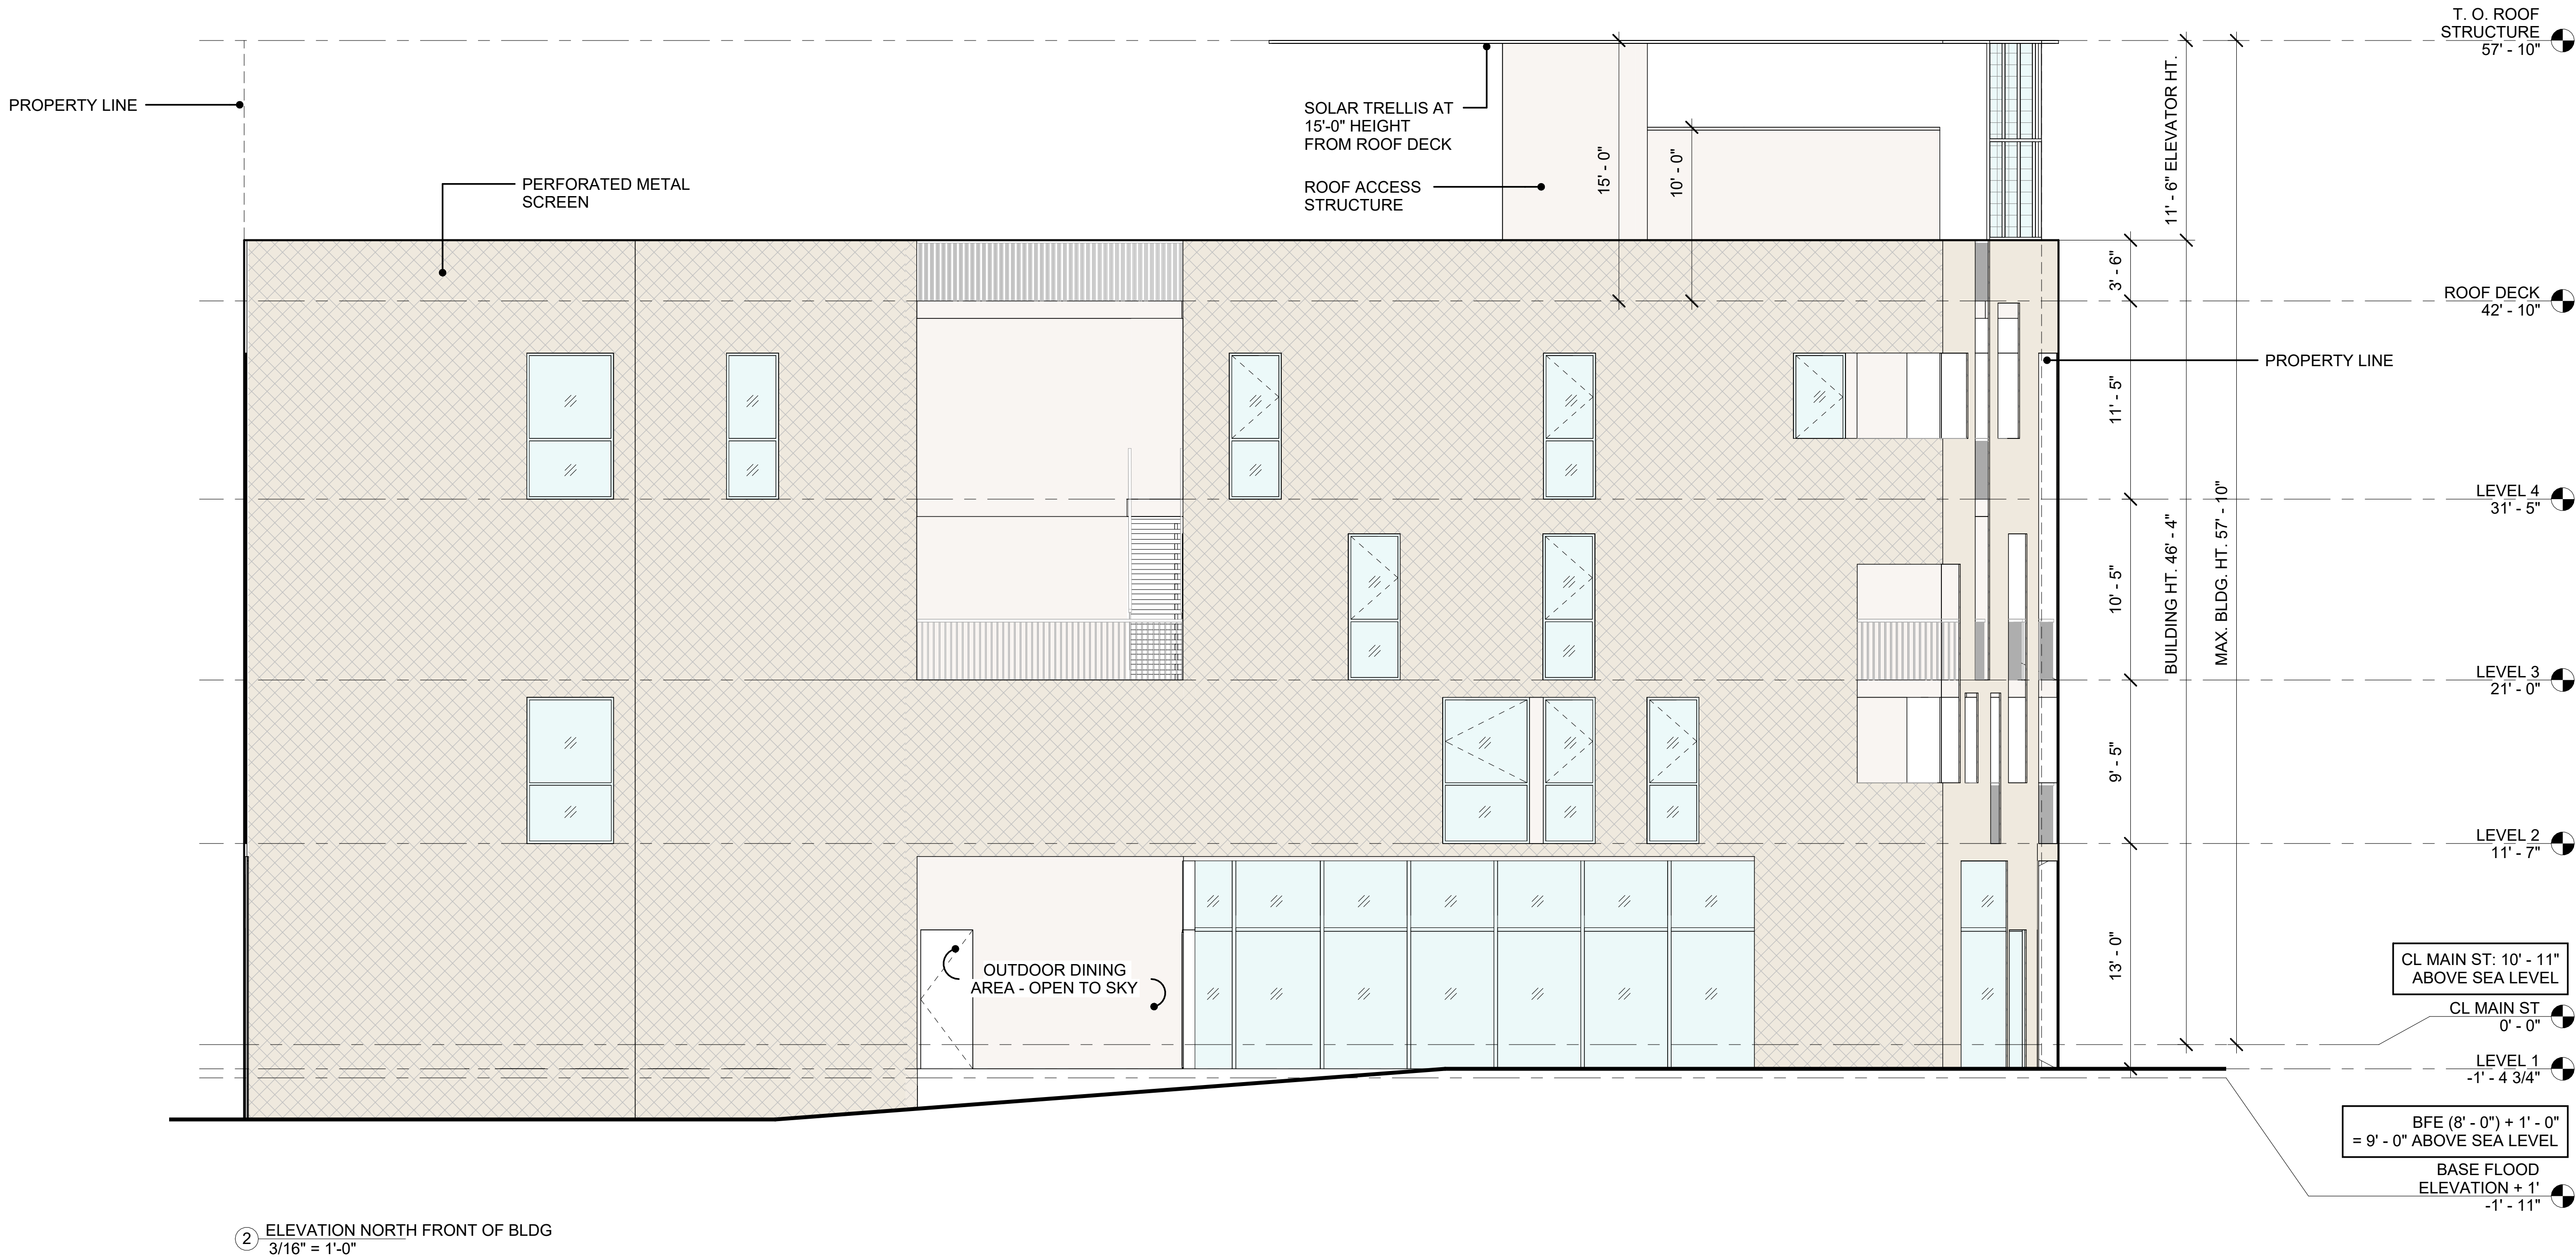 T. O. ROOF
STRUCTURE
57' - 10"
PROPERTY LINE
SOLAR TRELLIS AT
15'-0" HEIGHT
FROM ROOF DECK
ROOF ACCESS
STRUCTURE
15' - 0"
10' - 0"
11' - 6" ELEVATOR HT.
PERFORATED METAL
SCREEN
3' - 6"
ROOF DECK
42' - 10"
PROPERTY LINE
11' - 5"
LEVEL 4
31' - 5"
10' - 5"
BUILDING HT. 46' - 4"
MAX. BLDG. HT. 57' - 10"
LEVEL 3
21' - 0"
9' - 5"
LEVEL 2
11' - 7"
13' - 0"
OUTDOOR DINING
AREA - OPEN TO SKY
CL MAIN ST: 10' - 11"
ABOVE SEA LEVEL
CL MAIN ST
0' - 0"
LEVEL 1
-1' - 4 3/4"
BFE (8' - 0") + 1' - 0"
= 9' - 0" ABOVE SEA LEVEL
BASE FLOOD
ELEVATION + 1'
-1' - 11"
2 ELEVATION NORTH FRONT OF BLDG
3/16" = 1'-0"